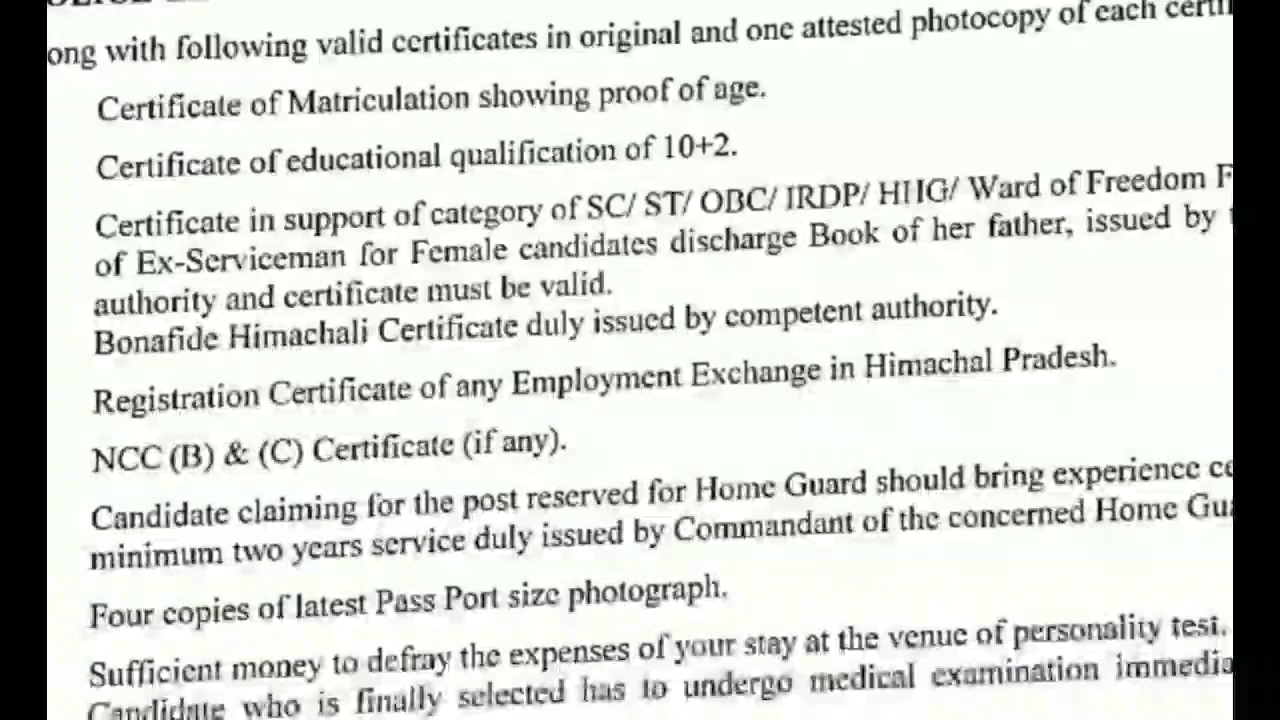 ong with following valid certificates in original and one attested photocopy of each
Certificate of Matriculation showing proof of age.
Certificate of educational qualification of 10+2.
Certificate in support of category of SC/ ST/ OBC/ IRDP/ HHG/ Ward of Freedom F
of Ex-Serviceman for Female candidates discharge Book of her father, issued by
authority and certificate must be valid.
Bonafide Himachali Certificate duly issued by competent authority.
Registration Certificate of any Employment Exchange in Himachal Pradesh.
NCC (B) & (C) Certificate (if any).
Candidate claiming for the post reserved for Home Guard should bring experience ce
minimum two years service duly issued by Commandant of the concerned Home Gu
Four copies of latest Pass Port size photograph.
Sufficient money to defray the expenses of your stay at the venue of personality test.
Candidate who is finally selected has to undergo medical examination immedia